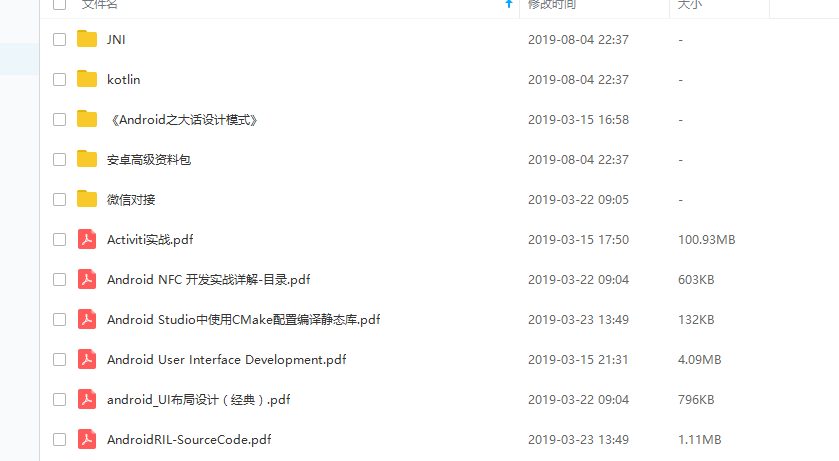 文件名 修改时间 大小
JNI 2019-08-04 22:37 -
kotlin 2019-08-04 22:37 -
《Android之大话设计模式》 2019-03-15 16:58 -
安卓高级资料包 2019-08-04 22:37 -
微信对接 2019-03-22 09:05 -
Activiti实战.pdf 2019-03-15 17:50 100.93MB
Android NFC 开发实战详解-目录.pdf 2019-03-22 09:04 603KB
Android Studio中使用CMake配置编译静态库.pdf 2019-03-23 13:49 132KB
Android User Interface Development.pdf 2019-03-15 21:31 4.09MB
android_UI布局设计（经典）.pdf 2019-03-22 09:04 796KB
AndroidRIL-SourceCode.pdf 2019-03-23 13:49 1.11MB